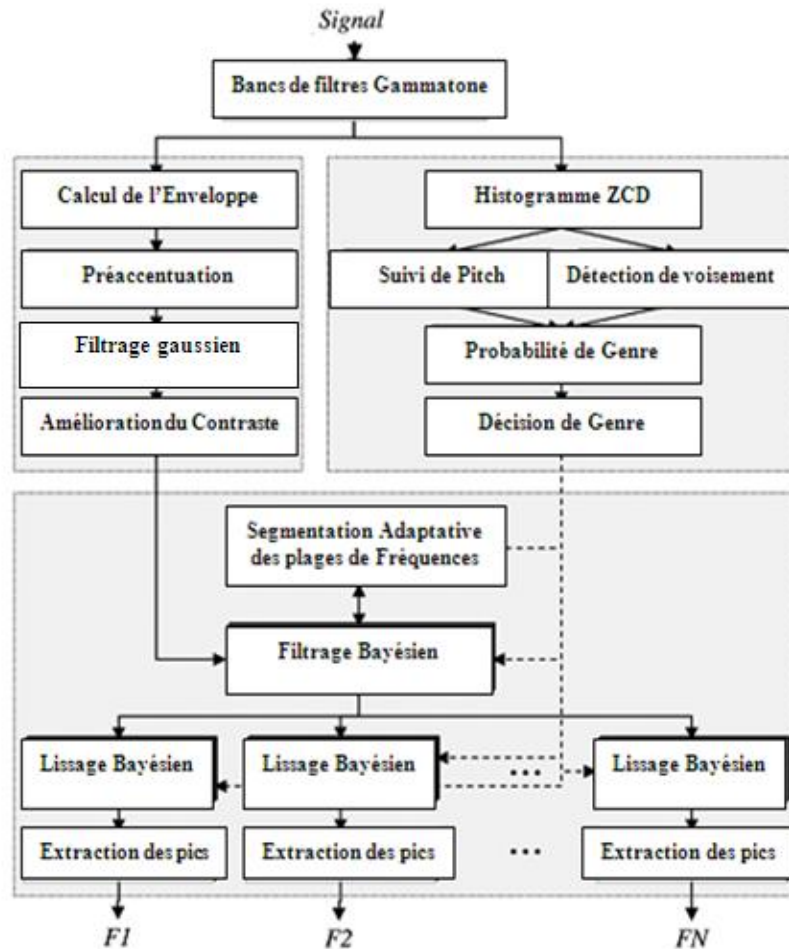 Signal
Bancs de filtres Gammatone
Calcul de l'Enveloppe
Préaccentuation
Filtrage gaussien
Amélioration du Contraste
Histogramme ZCD
Suivi de Pitch
Détection de voisement
Probabilité de Genre
Décision de Genre
Segmentation Adaptative
des plages de Fréquences
Filtrage Bayésien
Lissage Bayésien
Lissage Bayésien
...
Lissage Bayésien
Extraction des pics
Extraction des pics
...
Extraction des pics
F1
F2
FN